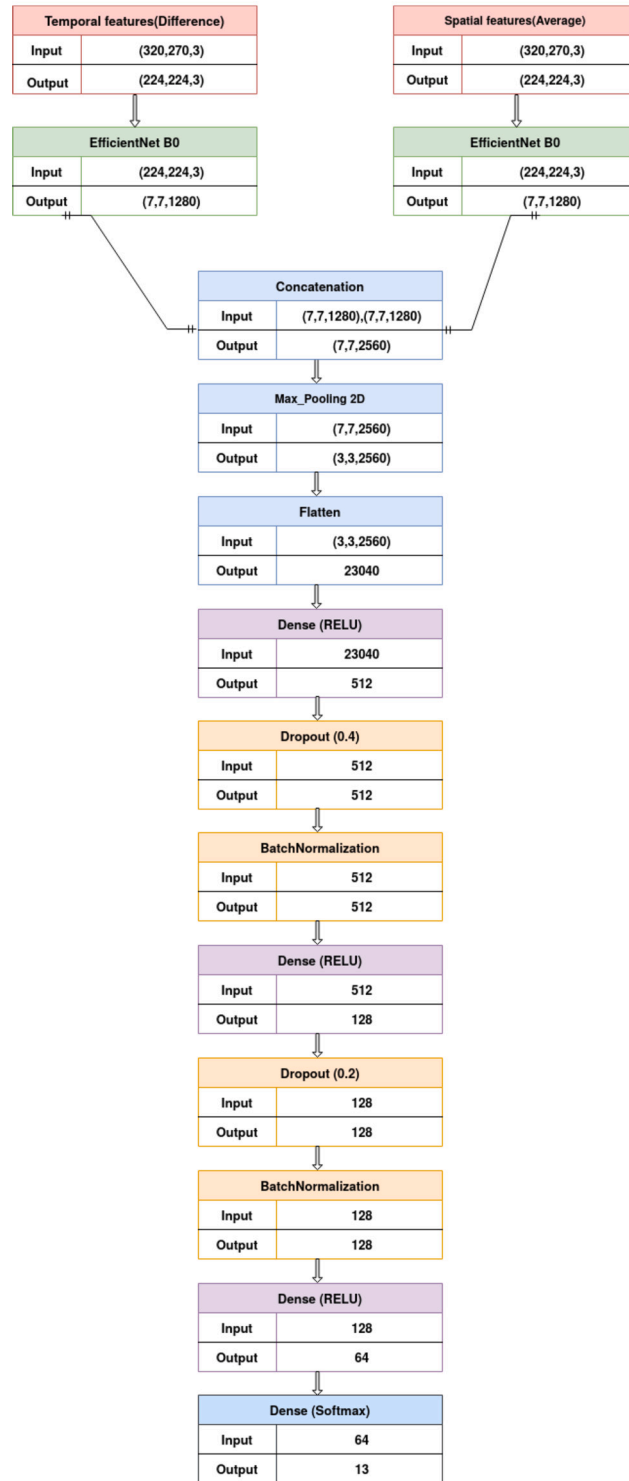 Temporal features(Difference)
Input (320,270,3)
Output (224,224,3)
Spatial features(Average)
Input (320,270,3)
Output (224,224,3)
EfficientNet B0
Input (224,224,3)
Output (7,7,1280)
EfficientNet B0
Input (224,224,3)
Output (7,7,1280)
Concatenation
Input (7,7,1280),(7,7,1280)
Output (7,7,2560)
Max_Pooling 2D
Input (7,7,2560)
Output (3,3,2560)
Flatten
Input (3,3,2560)
Output 23040
Dense (RELU)
Input 23040
Output 512
Dropout (0.4)
Input 512
Output 512
BatchNormalization
Input 512
Output 512
Dense (RELU)
Input 512
Output 128
Dropout (0.2)
Input 128
Output 128
BatchNormalization
Input 128
Output 128
Dense (RELU)
Input 128
Output 64
Dense (Softmax)
Input 64
Output 13